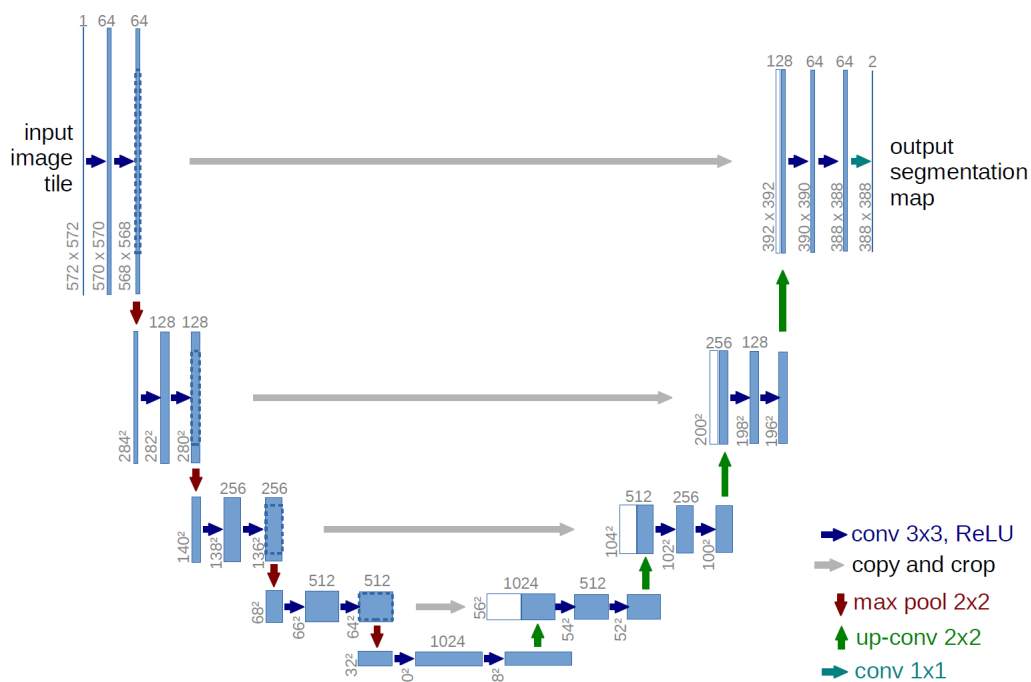 1 64 64
input
image
tile
572 x 572
570 x 570
568 x 568
128 64 64 2
output
segmentation
map
392 x 392
390 x 390
388 x 388
388 x 388
128 128
284²
282²
280²
256 128
200²
198²
196²
256 256
140²
138²
136²
512 256
104²
102²
100²
512 512
68²
66²
64²
1024 512
56²
54²
52²
1024
32²
0²
8²
conv 3x3, ReLU
copy and crop
max pool 2x2
up-conv 2x2
conv 1x1